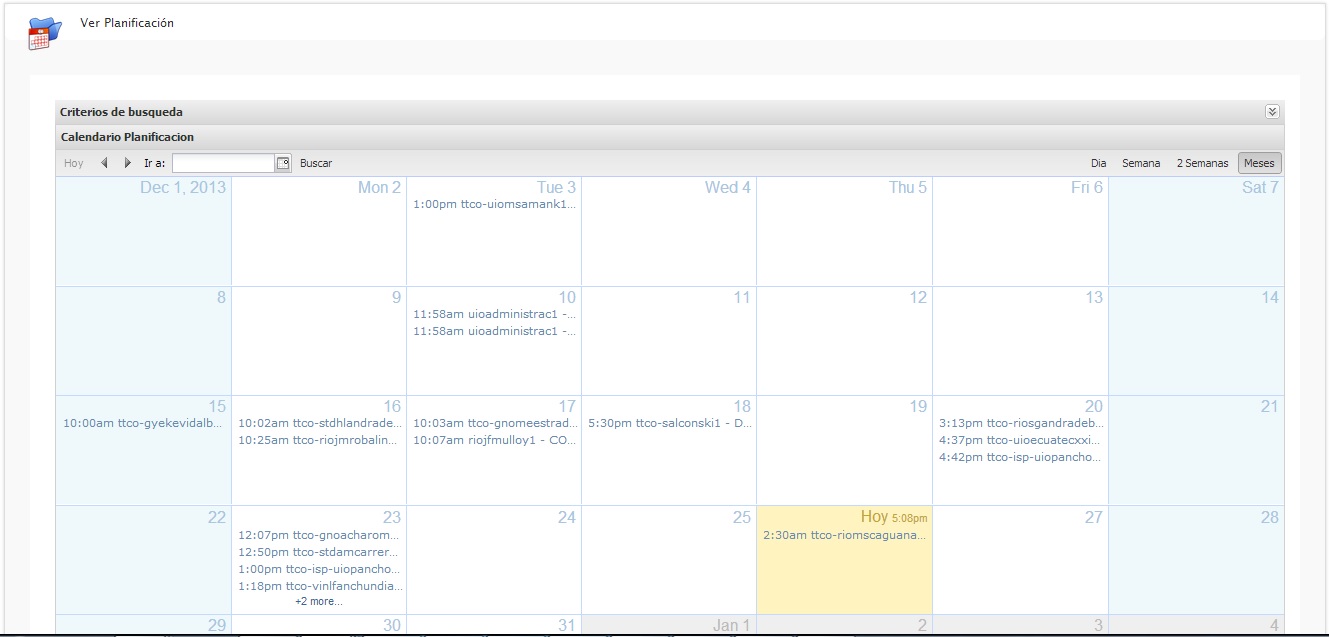 Ver Planificación
Criterios de busqueda
Calendario Planificacion
Hoy Ir a: Buscar Dia Semana 2 Semanas Meses
Dec 1, 2013 Mon 2 Tue 3 Wed 4 Thu 5 Fri 6 Sat 7
1:00pm ttco-uiomsamank1...
8 9 10 11 12 13 14
11:58am uioadministrac1 -...
11:58am uioadministrac1 -...
15 16 17 18 19 20 21
10:00am ttco-gyekevidalb... 10:02am ttco-stdhlandrade... 10:03am ttco-gnomeestrad... 5:30pm ttco-salconski1 - D... 3:13pm ttco-riosgandradeb...
10:25am ttco-riojmrobalin... 10:07am riojfmulloy1 - CO... 4:37pm ttco-uioecuatecxxi...
4:42pm ttco-isp-uiopancho...
22 23 24 25 Hoy 5:08pm 27 28
12:07pm ttco-gnoacharom... 2:30am ttco-riomscaguana...
12:50pm ttco-stdamcarrer...
1:00pm ttco-isp-uiopancho...
1:18pm ttco-vinlfanchundia...
+2 more...
29 30 31 Jan 1 2 3 4